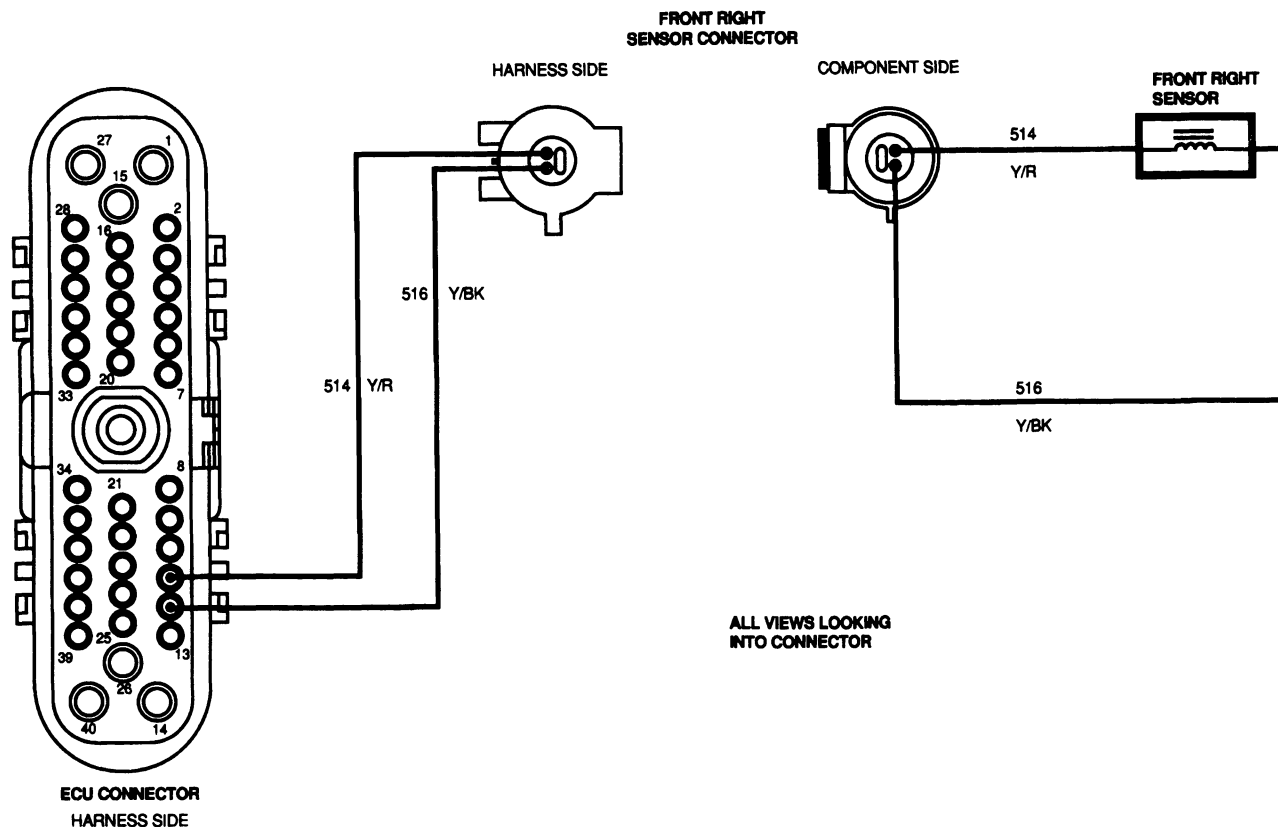 FRONT RIGHT
SENSOR CONNECTOR
HARNESS SIDE
COMPONENT SIDE
FRONT RIGHT
SENSOR
27
1
15
28
2
16
514
Y/R
516 Y/BK
514 Y/R
20
33
7
516
Y/BK
34
8
21
25
39
13
26
40
14
ALL VIEWS LOOKING
INTO CONNECTOR
ECU CONNECTOR
HARNESS SIDE